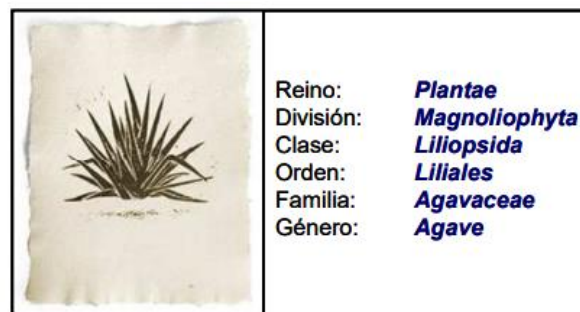 Reino: Plantae
División: Magnoliophyta
Clase: Liliopsida
Orden: Liliales
Familia: Agavaceae
Género: Agave